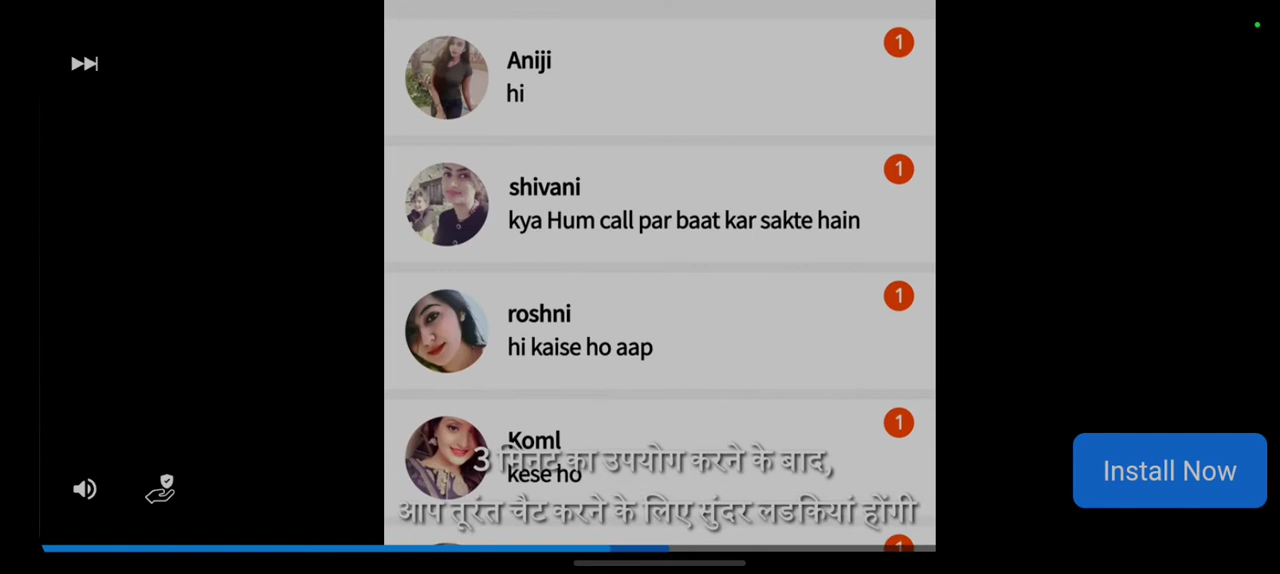 Aniji
1
hi
shivani
1
kya Hum call par baat kar sakte hain
roshni
1
hi kaise ho aap
Koml
1
kese ho
3 मिनट का उपयोग करने के बाद,
आप तूरंत चैट करने के लिए सुंदर लडकियां होंगी
1
Install Now